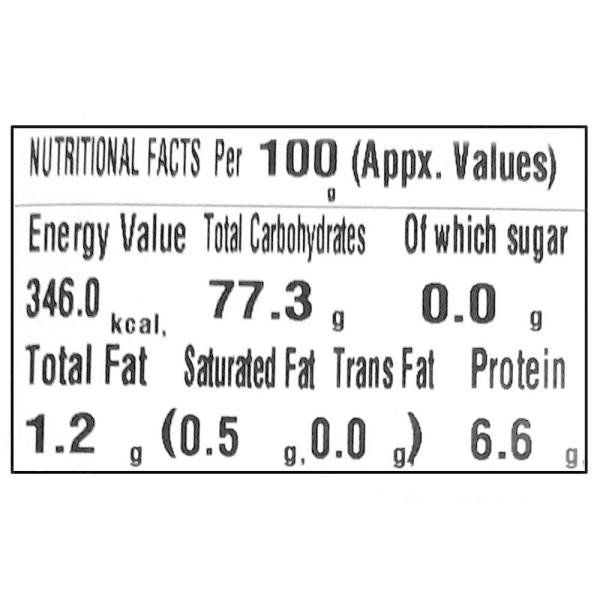 NUTRITIONAL FACTS Per 100 g (Appx. Values)
Energy Value Total Carbohydrates Of which sugar
346.0 kcal, 77.3 g 0.0 g
Total Fat Saturated Fat Trans Fat Protein
1.2 g (0.5 g, 0.0 g) 6.6 g.